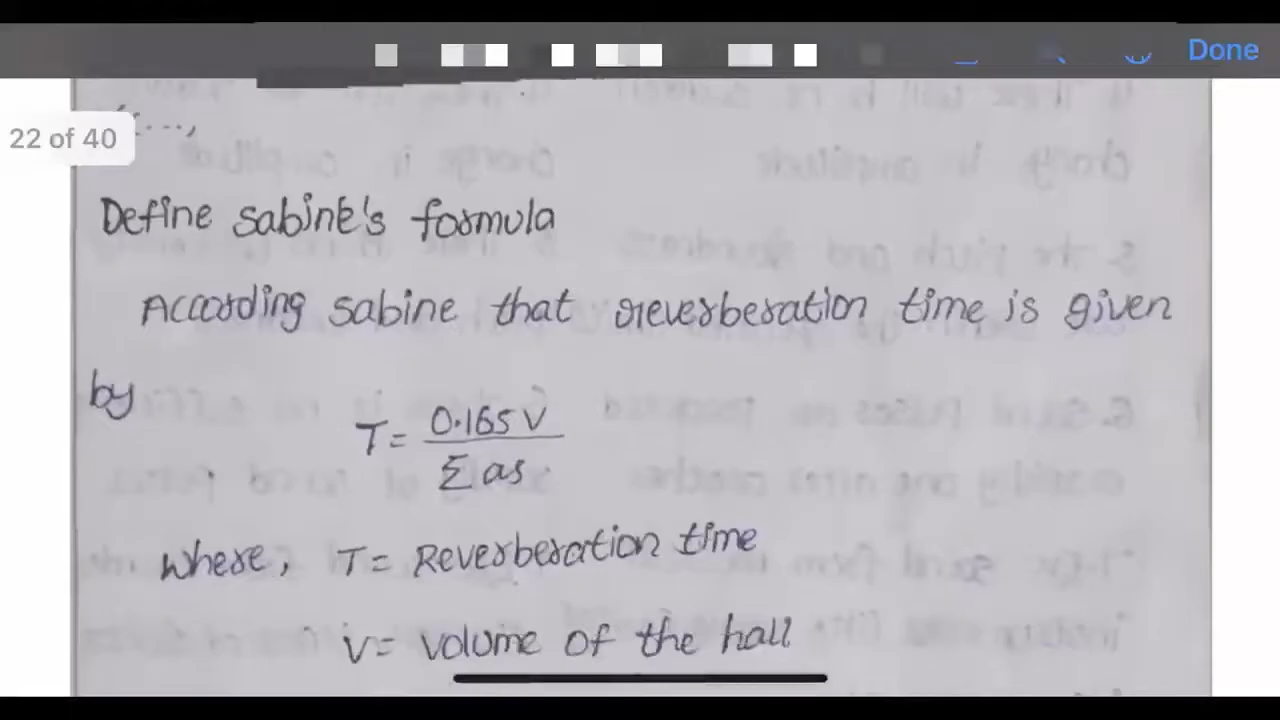 Done
22 of 40
Define sabine's formula
According sabine that reverberation time is given
by
T = 0.165 V
Σ as
where, T = Reverberation time
V = volume of the hall